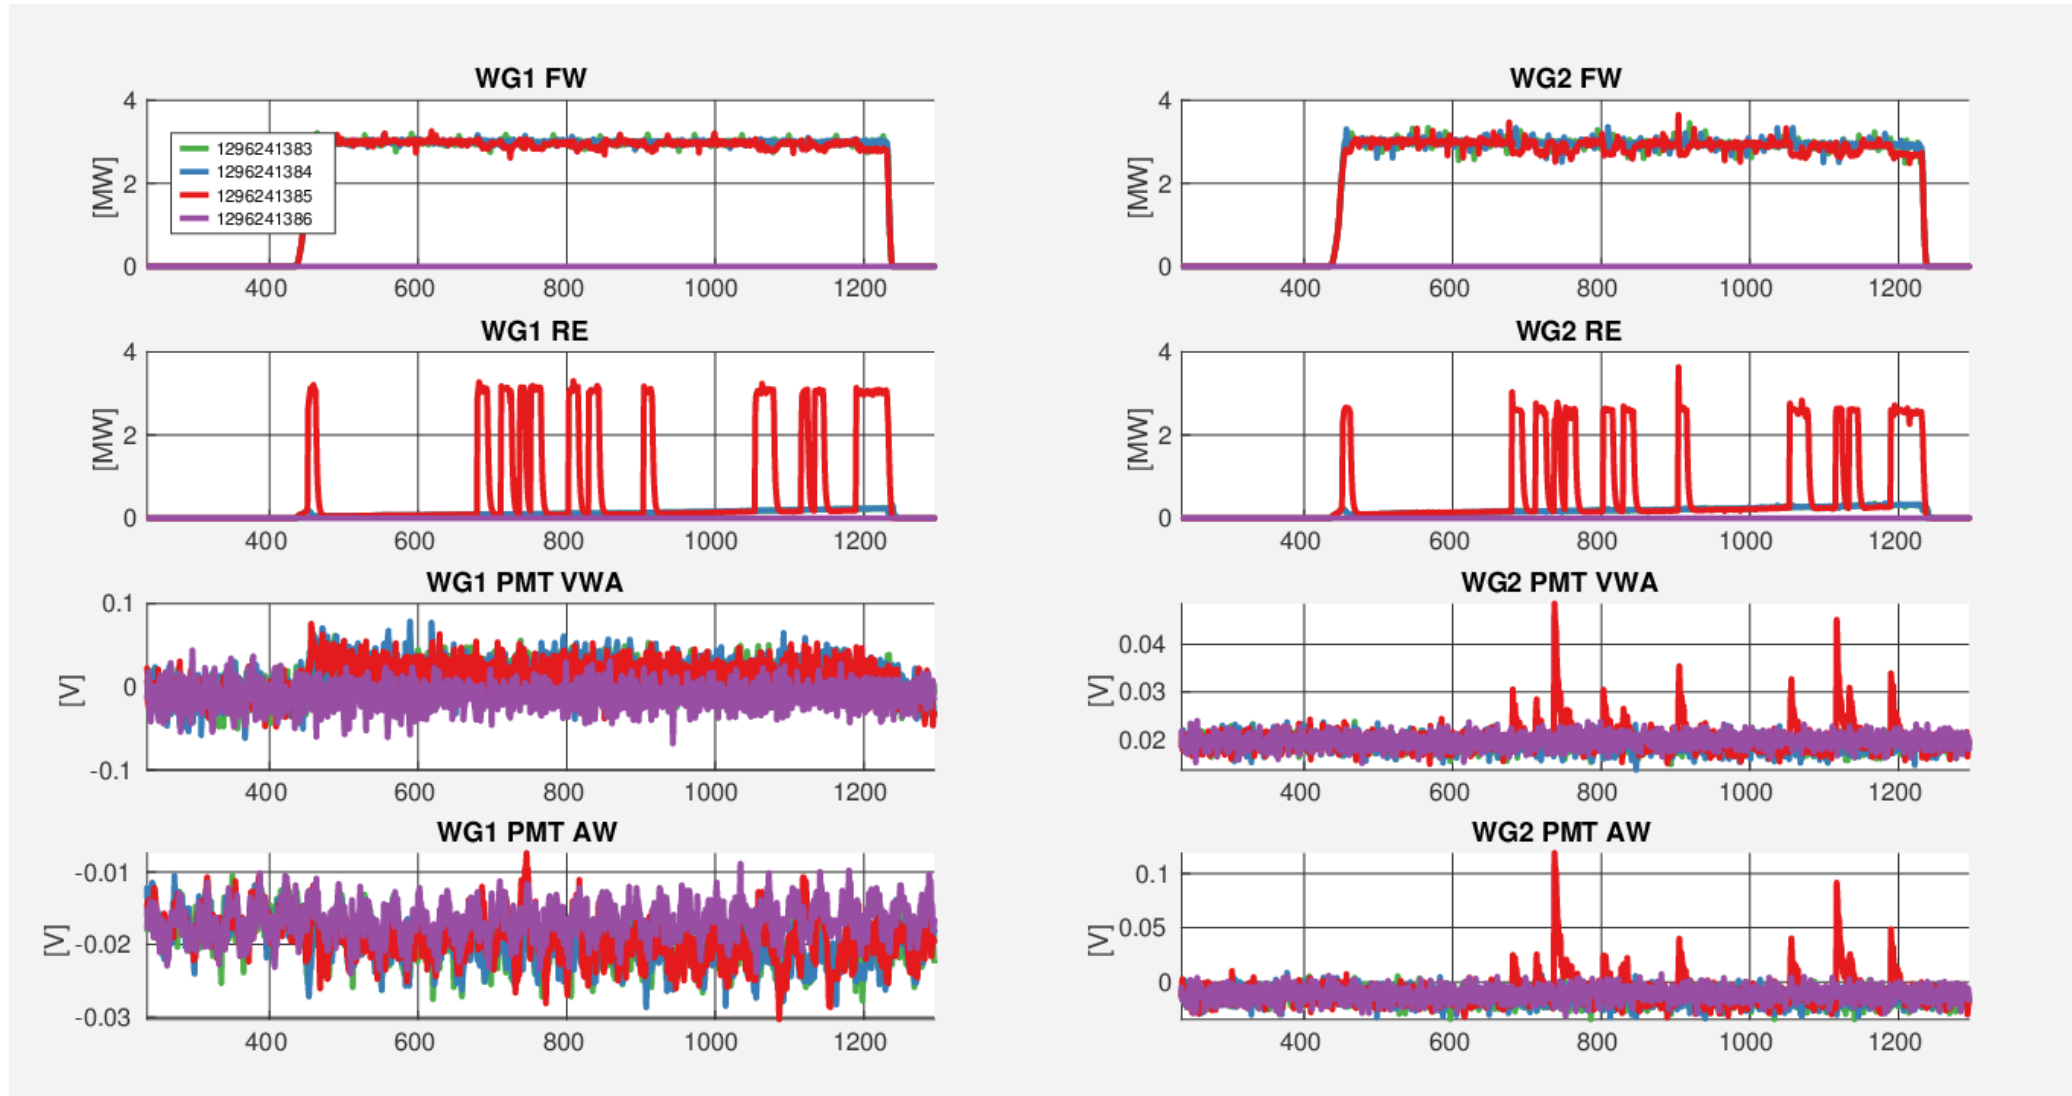 WG1 FW
4
2
0
[MW]
1296241383
1296241384
1296241385
1296241386
400 600 800 1000 1200
WG2 FW
4
2
0
[MW]
400 600 800 1000 1200
WG1 RE
4
2
0
[MW]
400 600 800 1000 1200
WG2 RE
4
2
0
[MW]
400 600 800 1000 1200
WG1 PMT VWA
0.1
0
-0.1
[V]
400 600 800 1000 1200
WG2 PMT VWA
0.04
0.03
0.02
[V]
400 600 800 1000 1200
WG1 PMT AW
-0.01
-0.02
-0.03
[V]
400 600 800 1000 1200
WG2 PMT AW
0.1
0.05
0
[V]
400 600 800 1000 1200